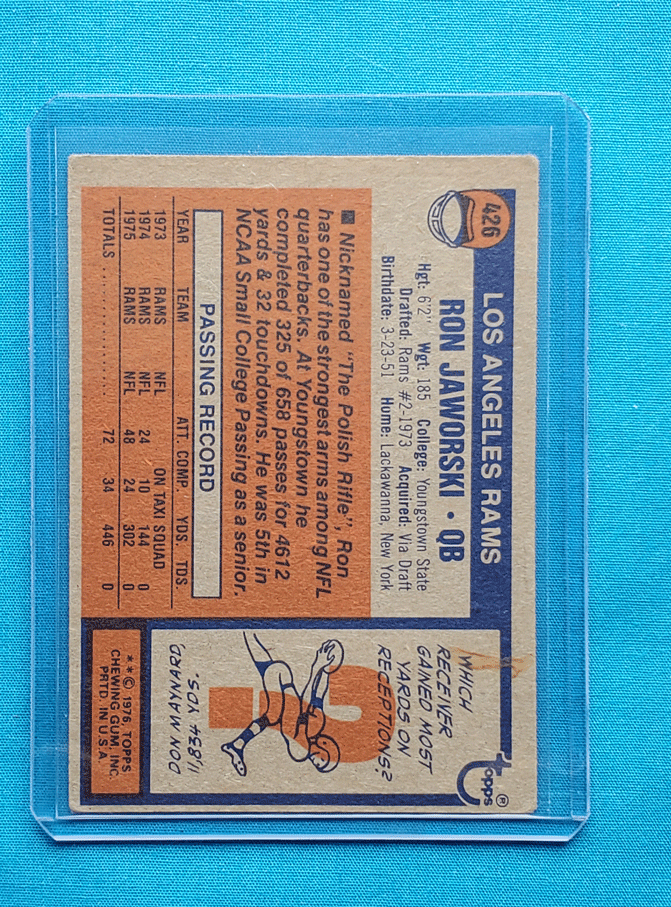 426
LOS ANGELES RAMS
RON JAWORSKI • QB
Hgt: 6'2" Wgt: 185 College: Youngstown State
Drafted: Rams #2-1973 Acquired: Via Draft
Birthdate: 3-23-51 Home: Lackawanna, New York
■ Nicknamed "The Polish Rifle", Ron
has one of the strongest arms among NFL
quarterbacks. At Youngstown he
completed 325 of 658 passes for 4612
yards & 32 touchdowns. He was 5th in
NCAA Small College Passing as a senior.
PASSING RECORD
YEAR TEAM ATT. COMP. YDS. TDS.
1973 RAMS NFL ON TAXI SQUAD
1974 RAMS NFL 24 10 144 0
1975 RAMS NFL 48 24 302 0
TOTALS .................... 72 34 446 0
topps®
WHICH
RECEIVER
GAINED MOST
YARDS ON
RECEPTIONS?
DON MAYNARD
11,834 YDS.
**© 1976, TOPPS
CHEWING GUM, INC.
PRTD. IN U.S.A.